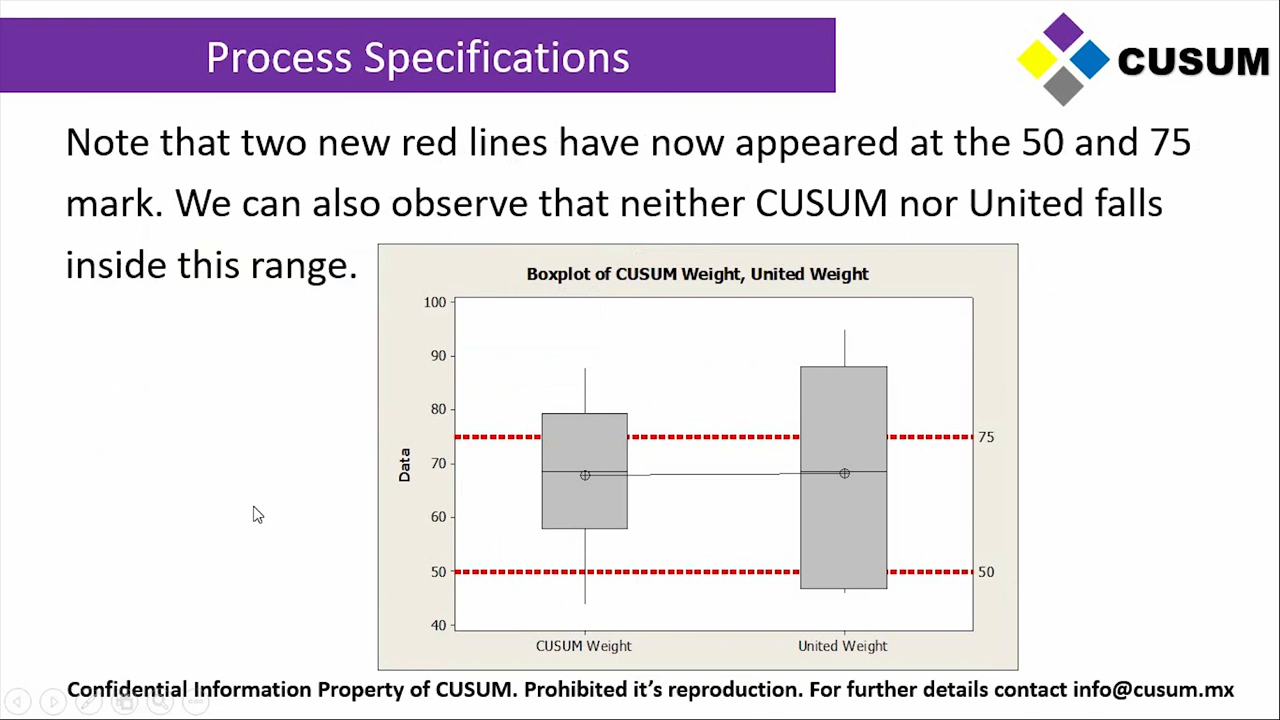 Process Specifications
CUSUM
Note that two new red lines have now appeared at the 50 and 75
mark. We can also observe that neither CUSUM nor United falls
inside this range.
Boxplot of CUSUM Weight, United Weight
100
90
80
75
70
Data
60
50
50
40
CUSUM Weight
United Weight
Confidential Information Property of CUSUM. Prohibited it's reproduction. For further details contact info@cusum.mx